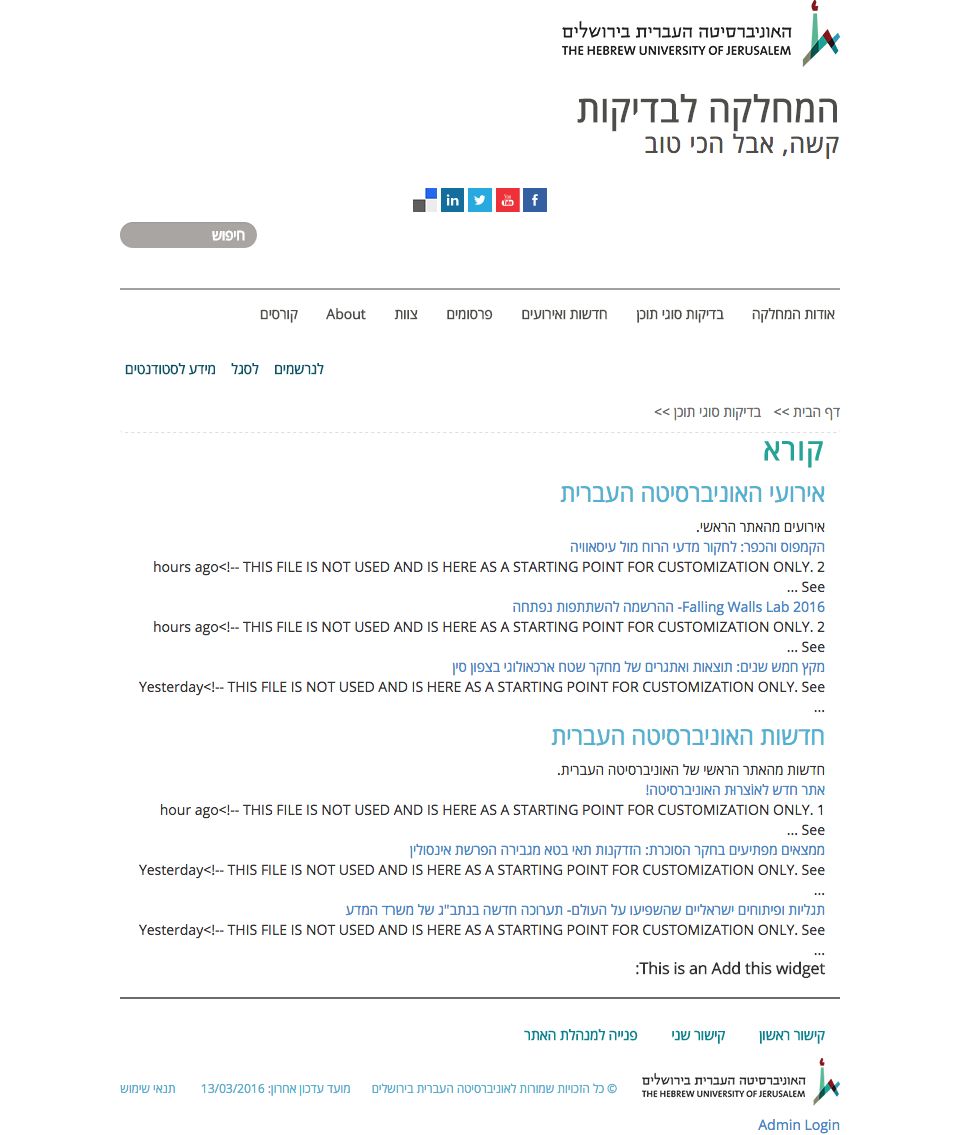 האוניברסיטה העברית בירושלים
THE HEBREW UNIVERSITY OF JERUSALEM
המחלקה לבדיקות
קשה, אבל הכי טוב
חיפוש
אודות המחלקה בדיקות סוגי תוכן חדשות ואירועים פרסומים צוות About קורסים
לנרשמים לסגל מידע לסטודנטים
דף הבית >> בדיקות סוגי תוכן >>
קורא
אירועי האוניברסיטה העברית
אירועים מהאתר הראשי.
הקמפוס והכפר: לחקור מדעי הרוח מול עיסאוויה
hours ago<!-- THIS FILE IS NOT USED AND IS HERE AS A STARTING POINT FOR CUSTOMIZATION ONLY. 2
... See
Falling Walls Lab 2016- ההרשמה להשתתפות נפתחה
hours ago<!-- THIS FILE IS NOT USED AND IS HERE AS A STARTING POINT FOR CUSTOMIZATION ONLY. 2
... See
מקץ חמש שנים: תוצאות ואתגרים של מחקר שטח ארכאולוגי בצפון סין
Yesterday<!-- THIS FILE IS NOT USED AND IS HERE AS A STARTING POINT FOR CUSTOMIZATION ONLY. See
...
חדשות האוניברסיטה העברית
חדשות מהאתר הראשי של האוניברסיטה העברית.
אתר חדש לאוֹצרוּת האוניברסיטה!
hour ago<!-- THIS FILE IS NOT USED AND IS HERE AS A STARTING POINT FOR CUSTOMIZATION ONLY. 1
... See
ממצאים מפתיעים בחקר הסוכרת: הזדקנות תאי בטא מגבירה הפרשת אינסולין
Yesterday<!-- THIS FILE IS NOT USED AND IS HERE AS A STARTING POINT FOR CUSTOMIZATION ONLY. See
...
תגליות ופיתוחים ישראליים שהשפיעו על העולם- תערוכה חדשה בנתב"ג של משרד המדע
Yesterday<!-- THIS FILE IS NOT USED AND IS HERE AS A STARTING POINT FOR CUSTOMIZATION ONLY. See
...
:This is an Add this widget
קישור ראשון קישור שני פנייה למנהלת האתר
האוניברסיטה העברית בירושלים
THE HEBREW UNIVERSITY OF JERUSALEM
© כל הזכויות שמורות לאוניברסיטה העברית בירושלים מועד עדכון אחרון: 13/03/2016 תנאי שימוש
Admin Login